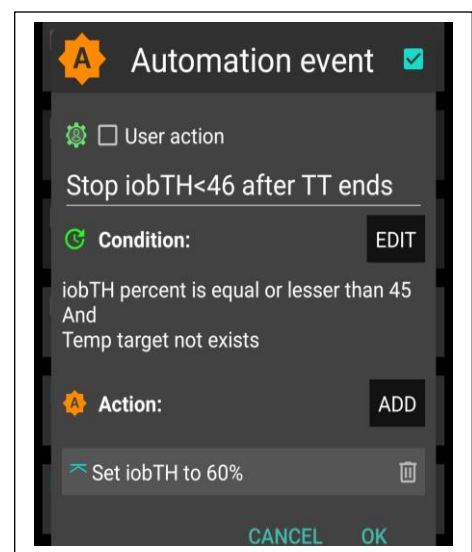 A Automation event
User action
Stop iobTH<46 after TT ends
Condition: EDIT
iobTH percent is equal or lesser than 45
And
Temp target not exists
A Action: ADD
Set iobTH to 60%
CANCEL OK